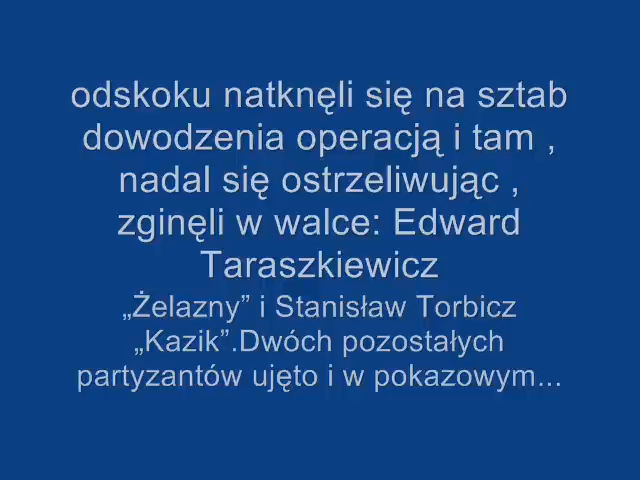 odskoku natknęli się na sztab
dowodzenia operacją i tam ,
nadal się ostrzeliwując ,
zginęli w walce: Edward
Taraszkiewicz
„Żelazny” i Stanisław Torbicz
„Kazik”.Dwóch pozostałych
partyzantów ujęto i w pokazowym...